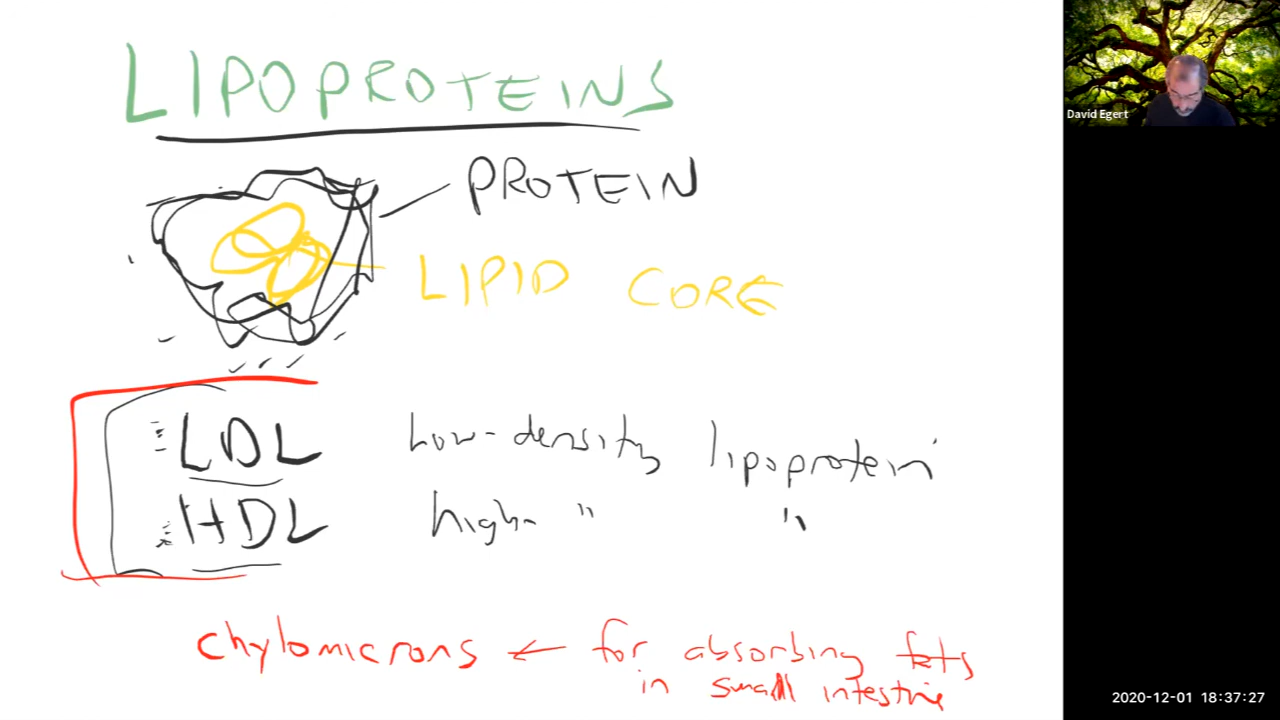 LIPOPROTEINS
PROTEIN
LIPID CORE
LDL Low-density lipoprotein
HDL high- " "
chylomicrons ← for absorbing fats
in small intestine
David Egert
2020-12-01 18:37:27